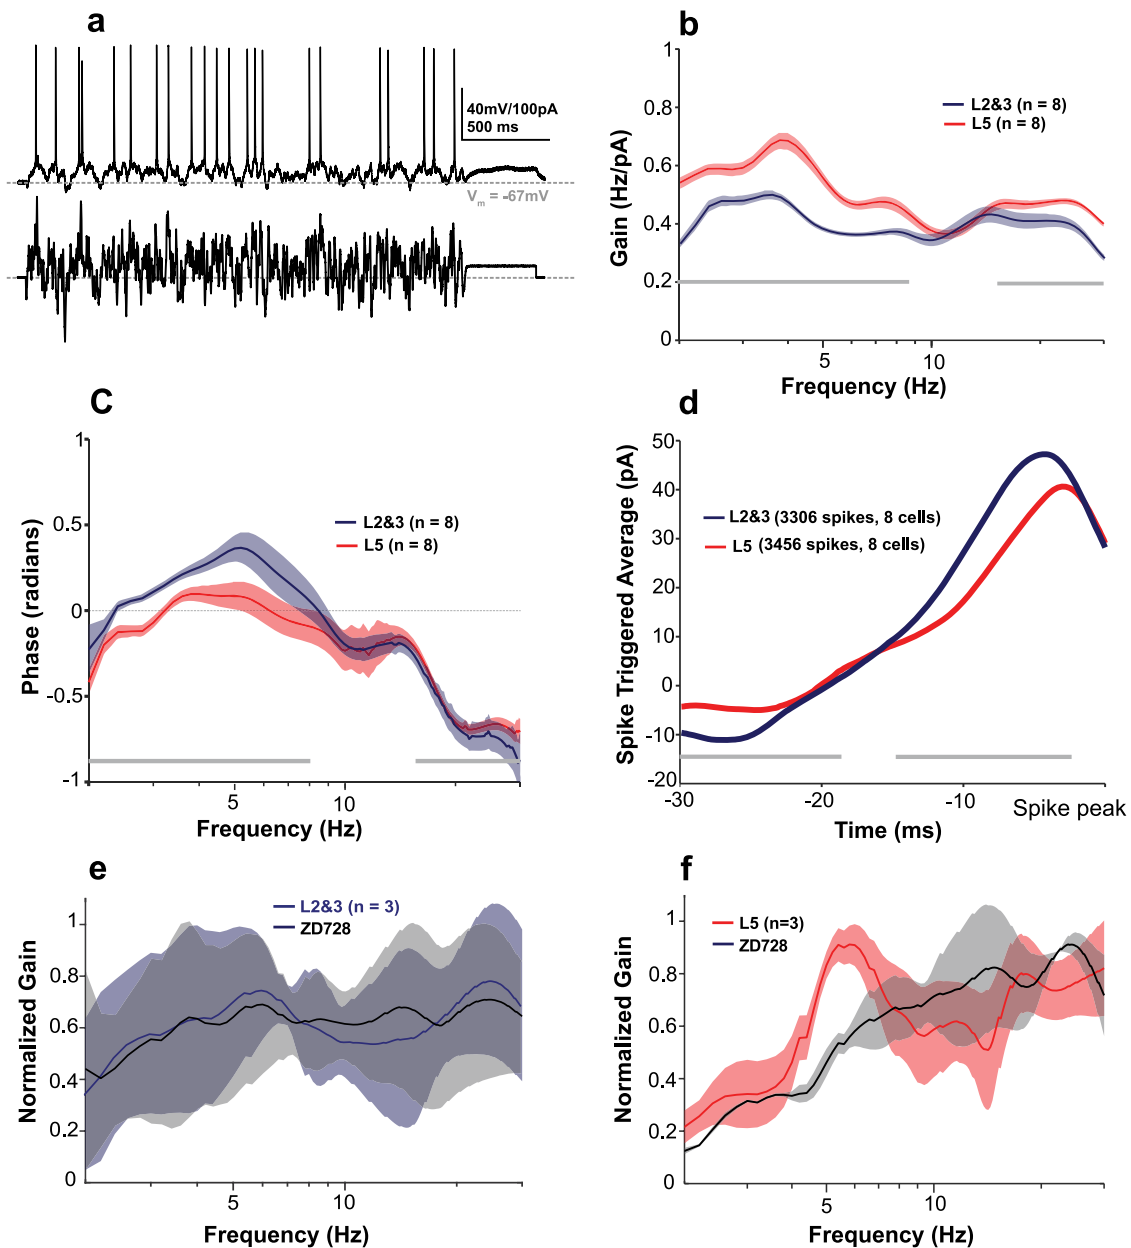 a
40mV/100pA
500 ms
Vm = -67mV
b
1
0.8
0.6
0.4
0.2
0
Gain (Hz/pA)
L2&3 (n = 8)
L5 (n = 8)
5
10
Frequency (Hz)
C
1
0.5
0
-0.5
-1
Phase (radians)
L2&3 (n = 8)
L5 (n = 8)
5
10
Frequency (Hz)
d
50
40
30
20
10
0
-10
-20
Spike Triggered Average (pA)
L2&3 (3306 spikes, 8 cells)
L5 (3456 spikes, 8 cells)
-30
-20
-10
Spike peak
Time (ms)
e
1
0.8
0.6
0.4
0.2
0
Normalized Gain
L2&3 (n = 3)
ZD728
5
10
Frequency (Hz)
f
1
0.8
0.6
0.4
0.2
0
Normalized Gain
L5 (n=3)
ZD728
5
10
Frequency (Hz)